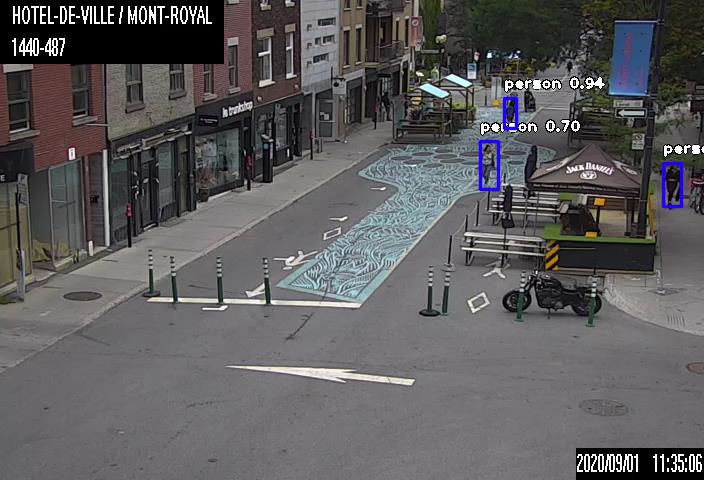 HOTEL-DE-VILLE / MONT-ROYAL
1440-487
person 0.94
person 0.70
JACK DANIEL'S
2020/09/01 11:35:06